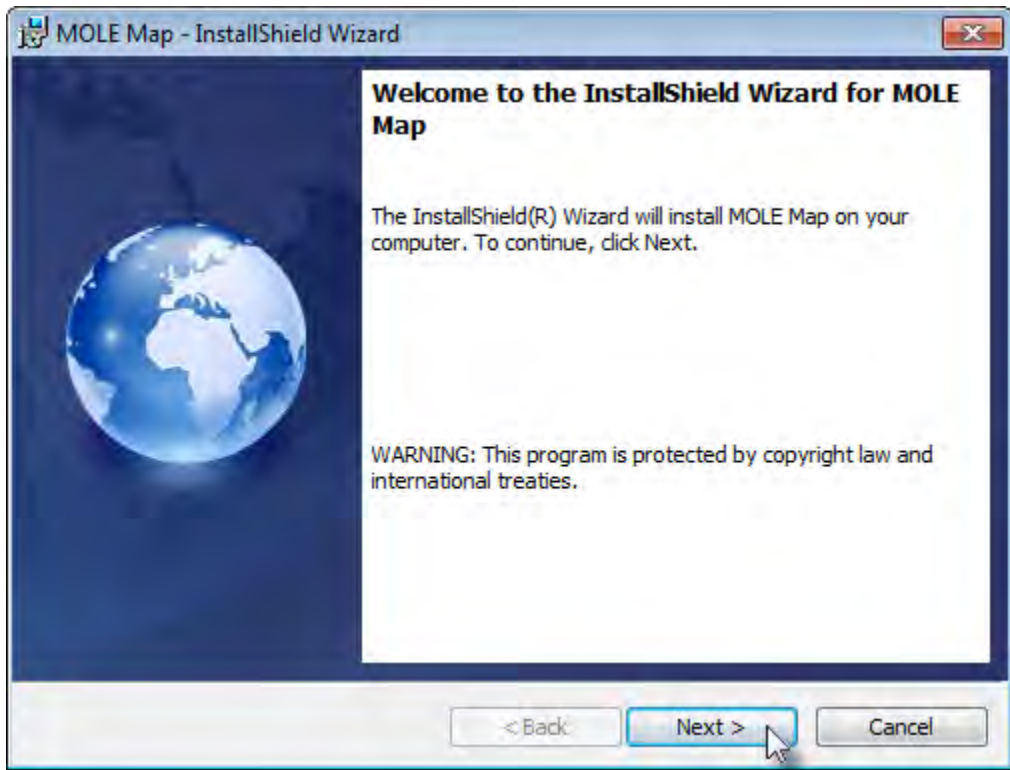 MOLE Map - InstallShield Wizard
Welcome to the InstallShield Wizard for MOLE
Map
The InstallShield(R) Wizard will install MOLE Map on your
computer. To continue, click Next.
WARNING: This program is protected by copyright law and
international treaties.
< Back
Next >
Cancel